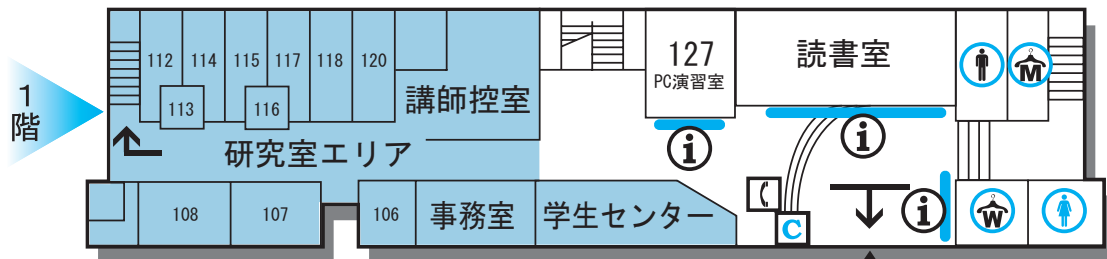 1
階
112
114
115
117
118
120
113
116
講師控室
研究室エリア
127
PC演習室
読書室
M
i
i
i
108
107
106
事務室
学生センター
C
W